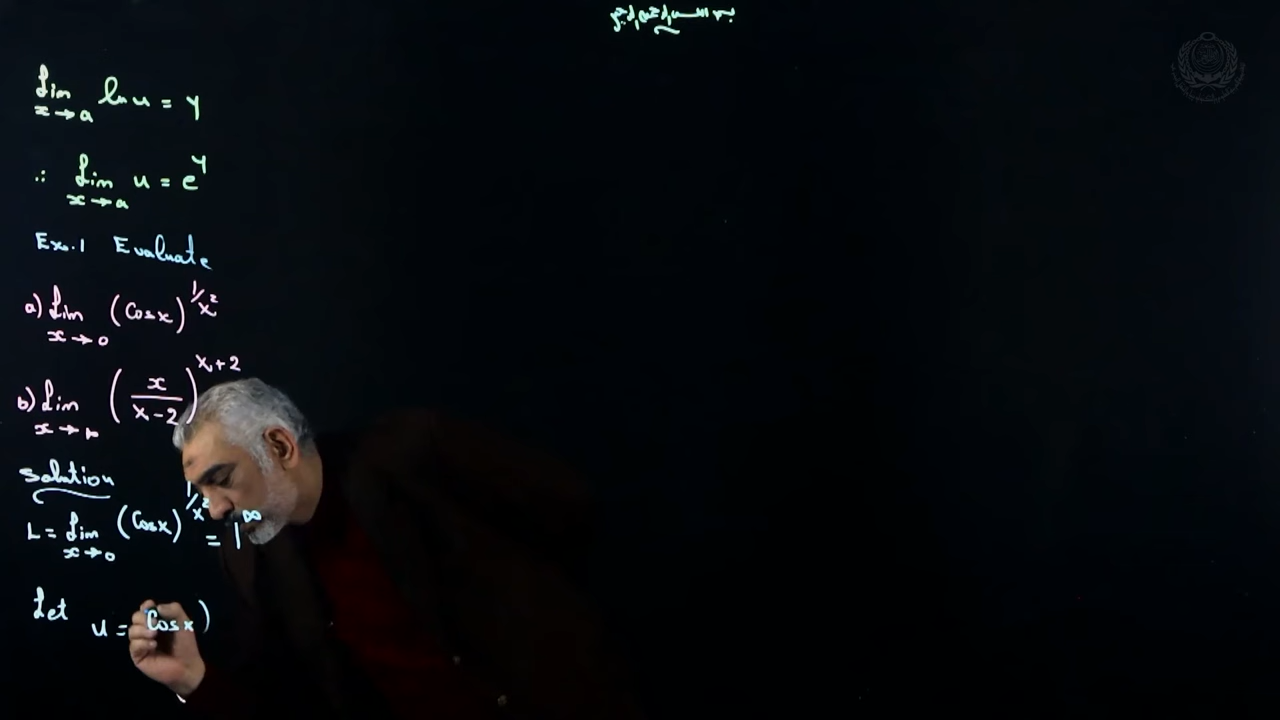 بسم الله الرحمن الرحيم
Lim ln u = y
x → a
∴ Lim u = e^y
x → a
Ex.1 Evaluate
a) Lim (Cos x)^1/x²
x → 0
b) Lim (x / x - 2)^x + 2
x →
Solution
L = Lim (Cos x)^1/x² = 1^∞
x → 0
Let u = Cos x)